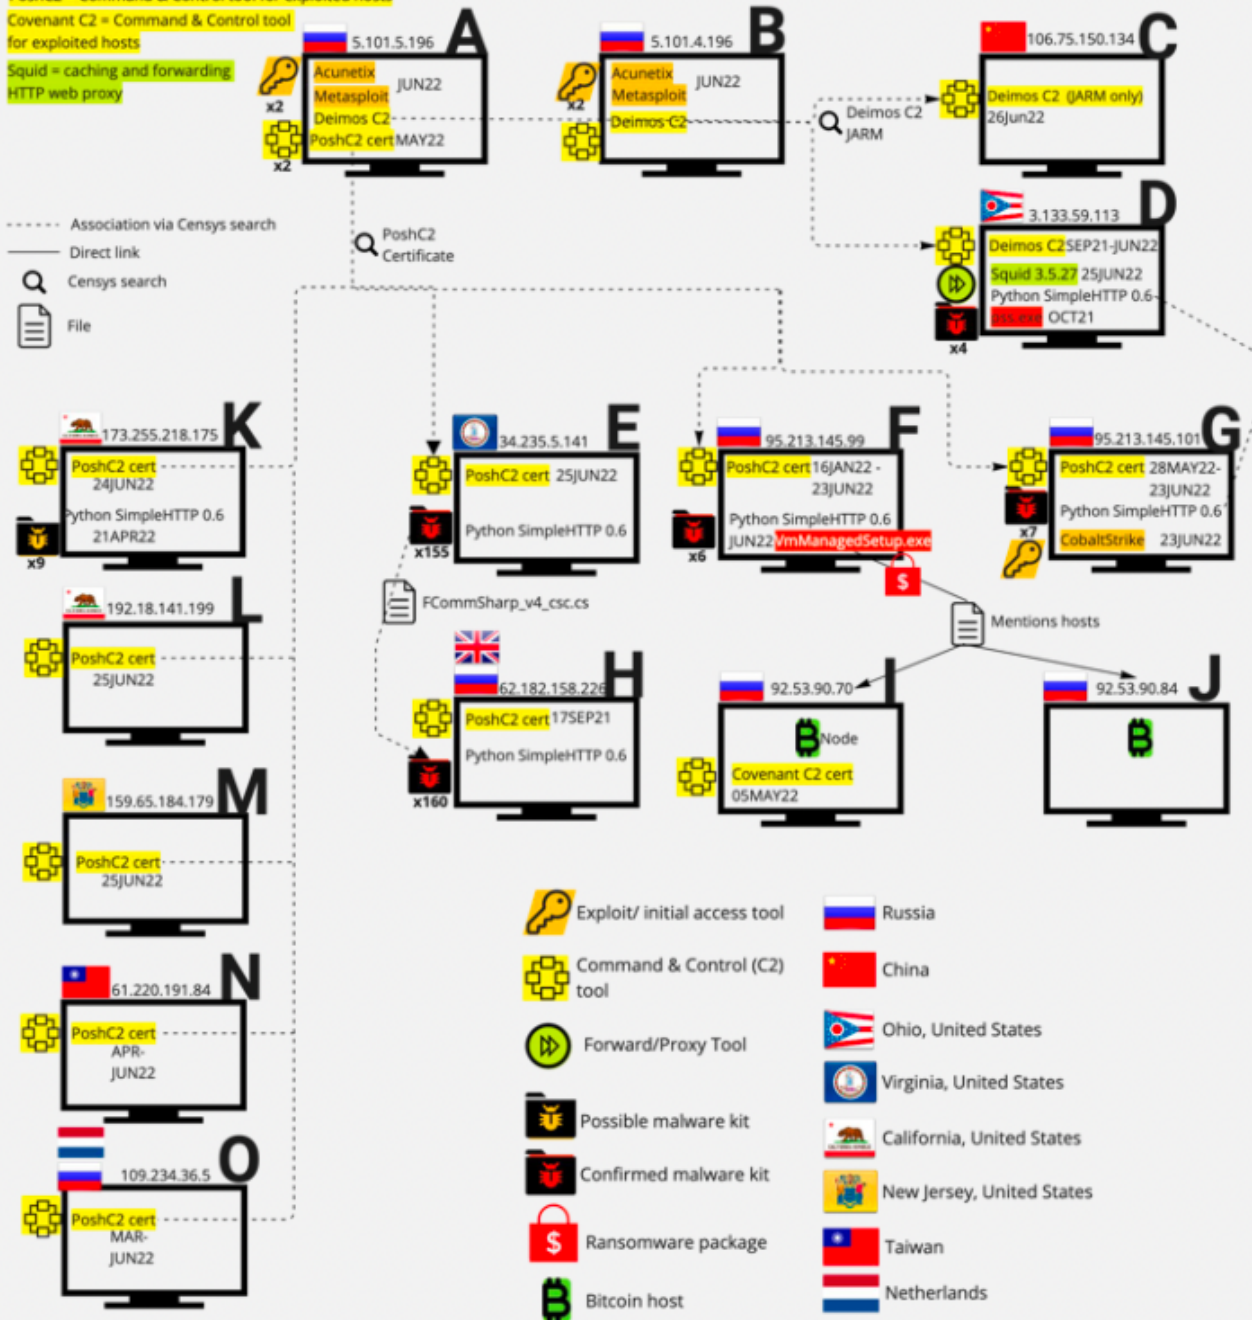 PoshC2 = Command & Control tool for exploited hosts
Covenant C2 = Command & Control tool
for exploited hosts
Squid = caching and forwarding
HTTP web proxy
A
5.101.5.196
Acunetix
Metasploit
JUN22
Deimos C2
PoshC2 cert MAY22
x2
x2
B
5.101.4.196
Acunetix
Metasploit
JUN22
Deimos C2
x2
Deimos C2
JARM
C
106.75.150.134
Deimos C2 (JARM only)
26Jun22
D
3.133.59.113
Deimos C2 SEP21-JUN22
Squid 3.5.27 25JUN22
Python SimpleHTTP 0.6
pss.exe OCT21
x4
Association via Censys search
Direct link
Censys search
File
PoshC2
Certificate
K
173.255.218.175
PoshC2 cert
24JUN22
Python SimpleHTTP 0.6
21APR22
x9
E
34.235.5.141
PoshC2 cert 25JUN22
Python SimpleHTTP 0.6
x155
F
95.213.145.99
PoshC2 cert 16JAN22 -
23JUN22
Python SimpleHTTP 0.6
JUN22 VmManagedSetup.exe
x6
G
95.213.145.101
PoshC2 cert 28MAY22-
23JUN22
Python SimpleHTTP 0.6
CobaltStrike 23JUN22
x7
FCommSharp_v4_csc.cs
Mentions hosts
L
192.18.141.199
PoshC2 cert
25JUN22
H
62.182.158.226
PoshC2 cert 17SEP21
Python SimpleHTTP 0.6
x160
I
92.53.90.70
Node
Covenant C2 cert
05MAY22
J
92.53.90.84
M
159.65.184.179
PoshC2 cert
25JUN22
N
61.220.191.84
PoshC2 cert
APR-
JUN22
O
109.234.36.5
PoshC2 cert
MAR-
JUN22
Exploit/ initial access tool
Command & Control (C2)
tool
Forward/Proxy Tool
Possible malware kit
Confirmed malware kit
Ransomware package
Bitcoin host
Russia
China
Ohio, United States
Virginia, United States
California, United States
New Jersey, United States
Taiwan
Netherlands